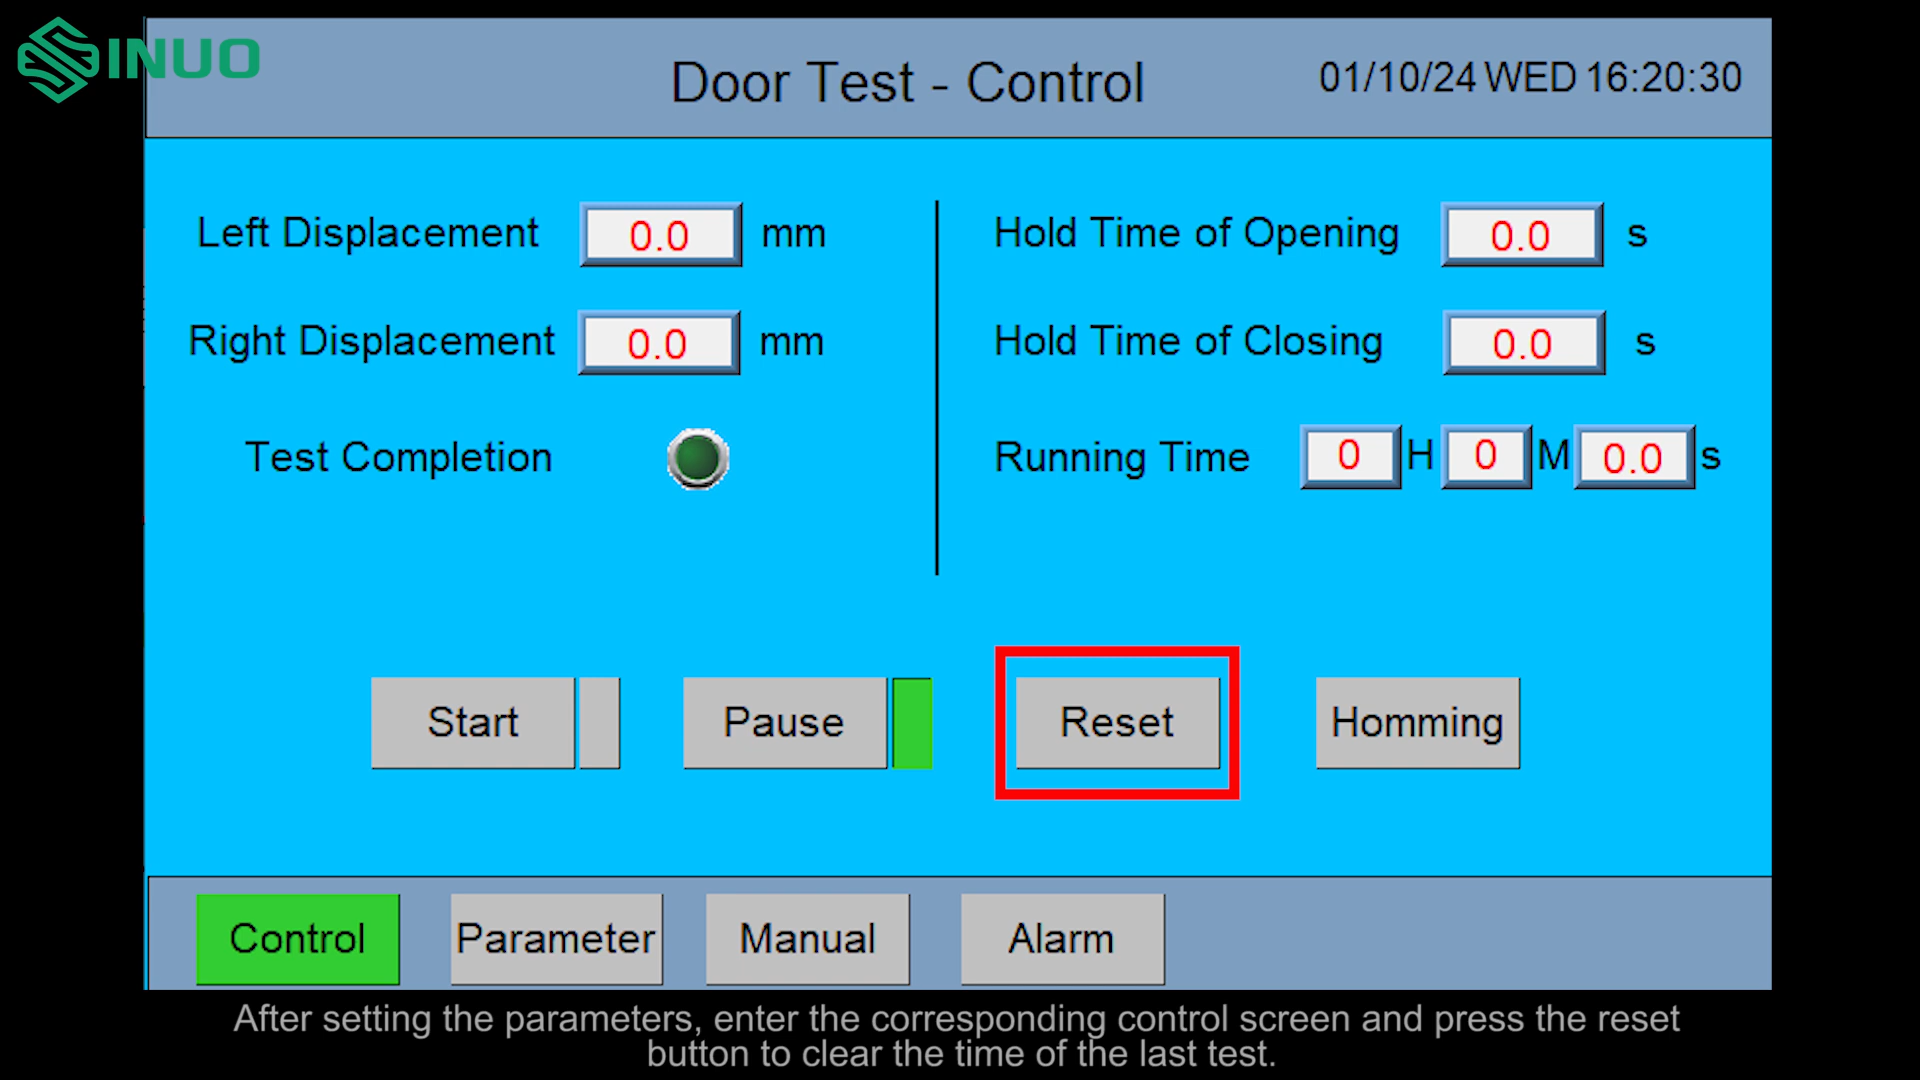 SINUO
Door Test - Control
01/10/24 WED 16:20:30
Left Displacement 0.0 mm
Hold Time of Opening 0.0 s
Right Displacement 0.0 mm
Hold Time of Closing 0.0 s
Test Completion
Running Time 0 H 0 M 0.0 s
Start
Pause
Reset
Homming
Control
Parameter
Manual
Alarm
After setting the parameters, enter the corresponding control screen and press the reset
button to clear the time of the last test.